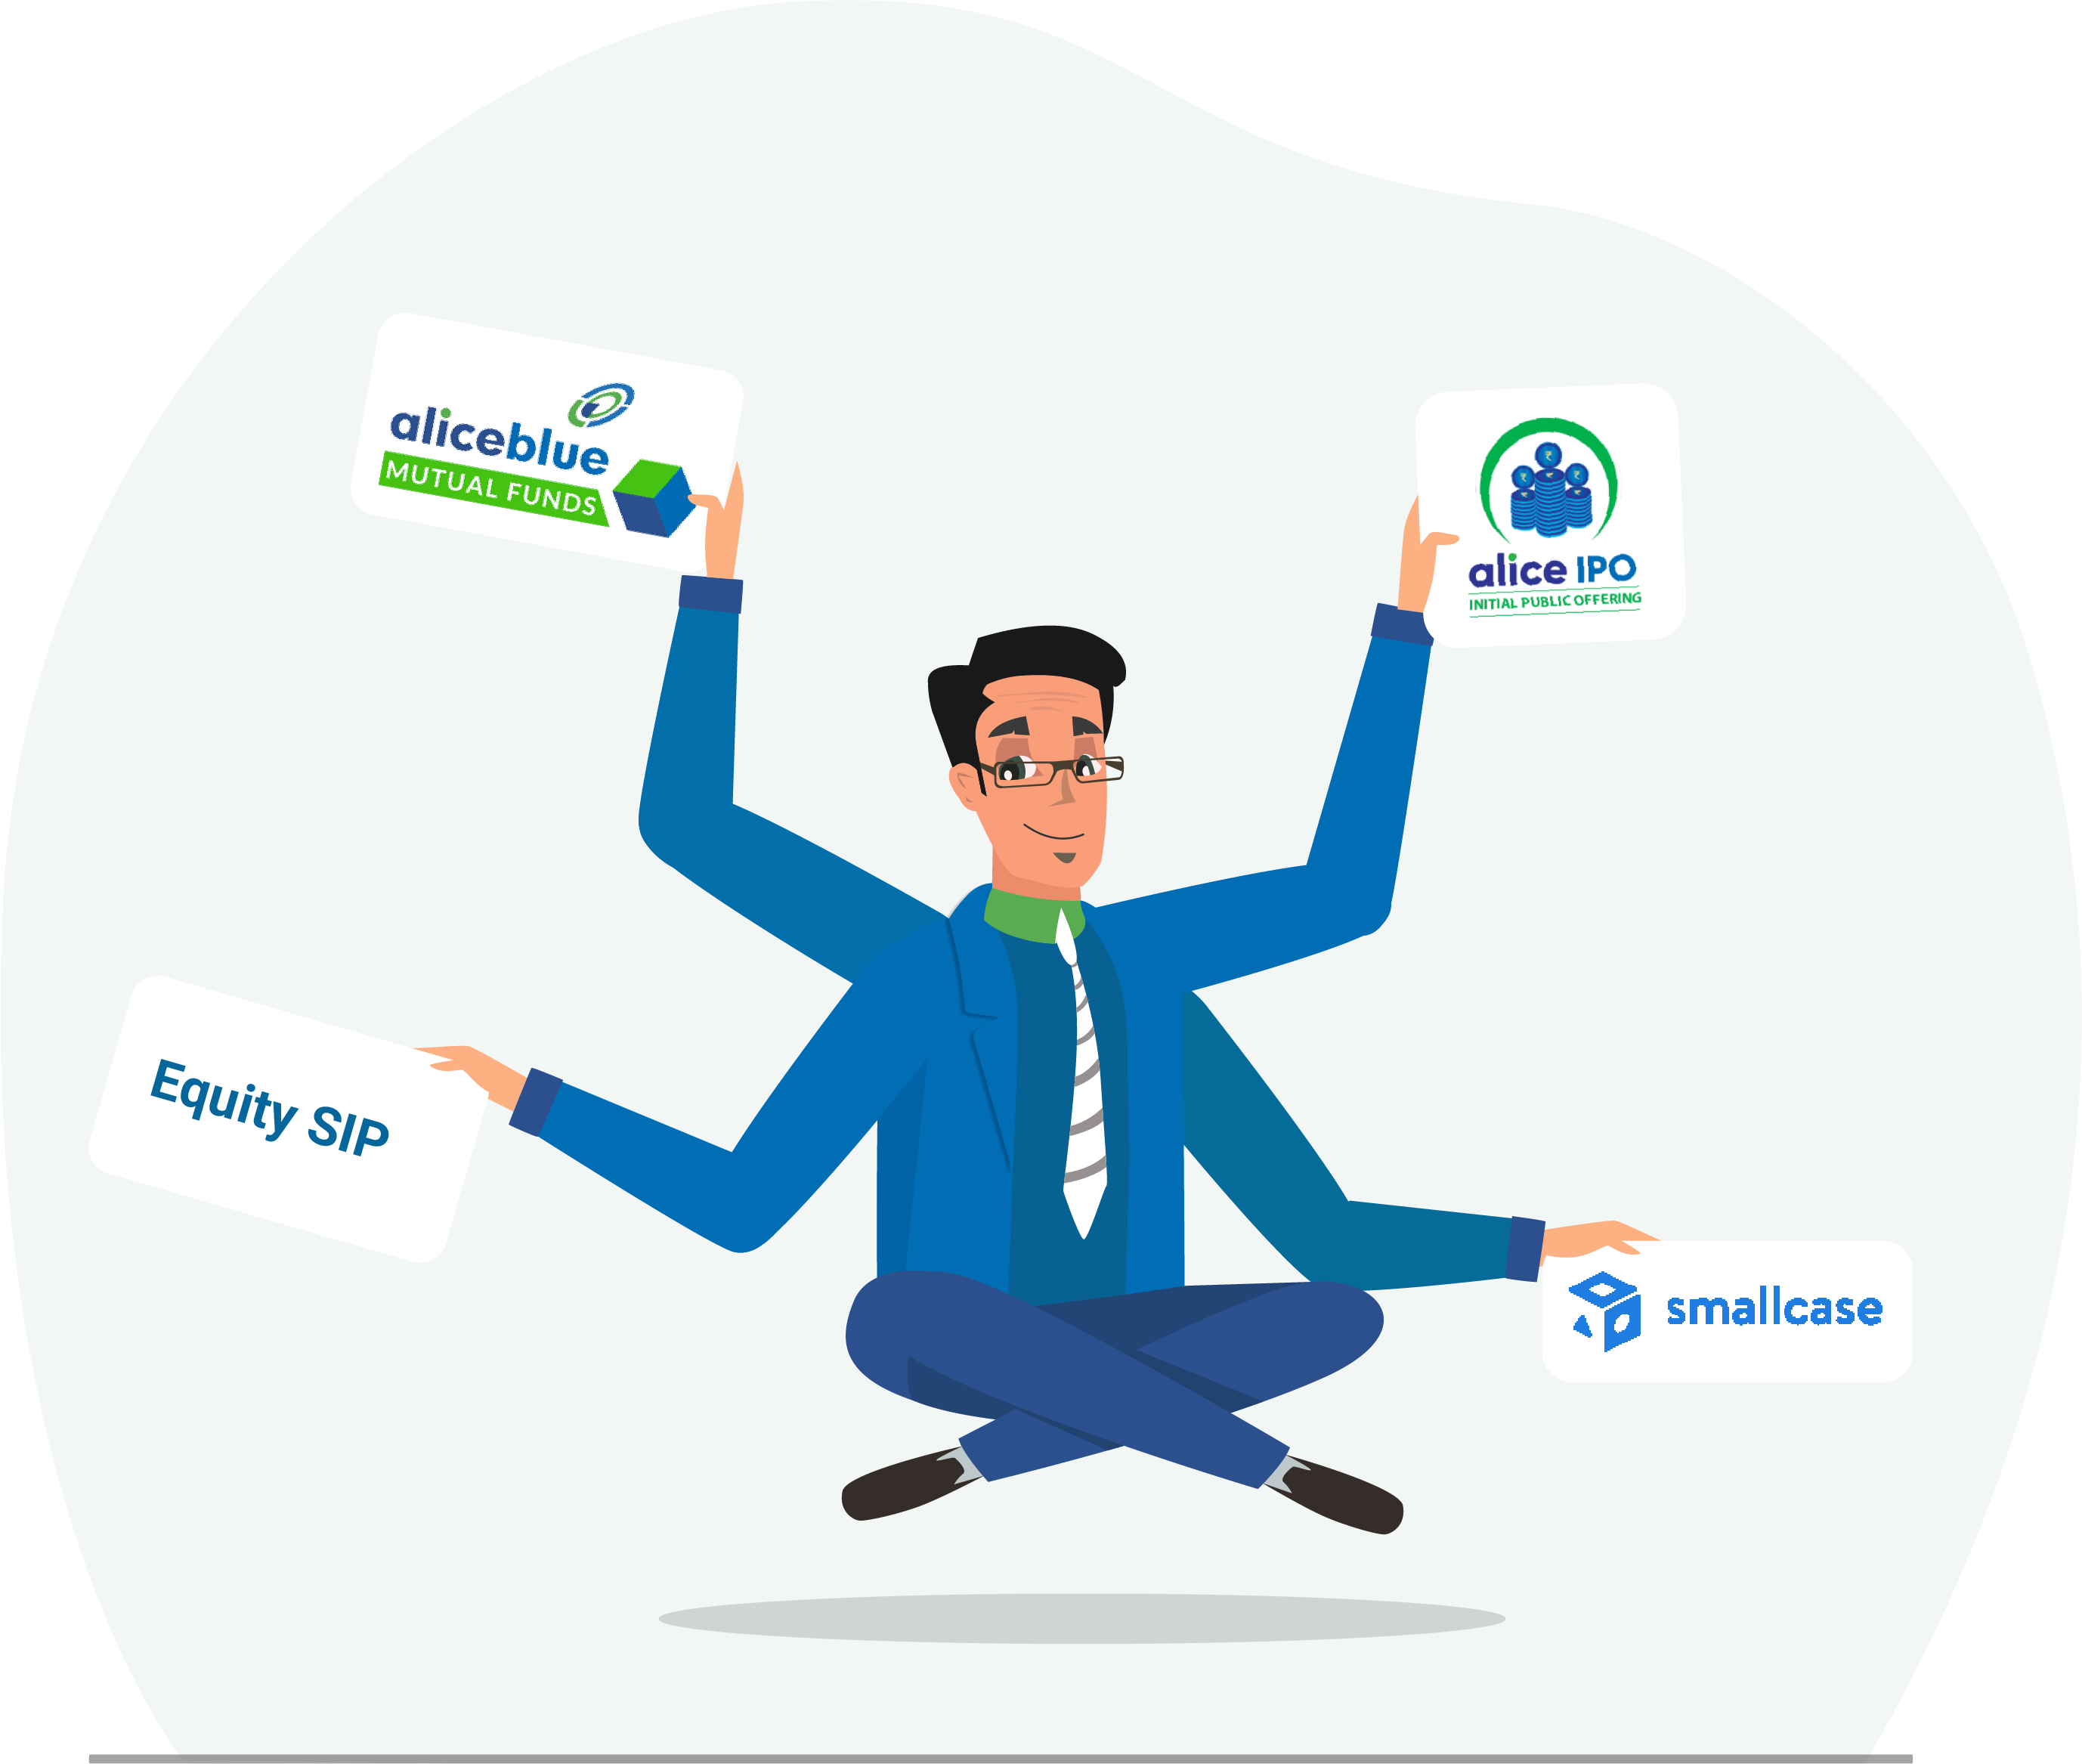 aliceblue
MUTUAL FUNDS
alice IPO
INITIAL PUBLIC OFFERING
Equity SIP
smallcase